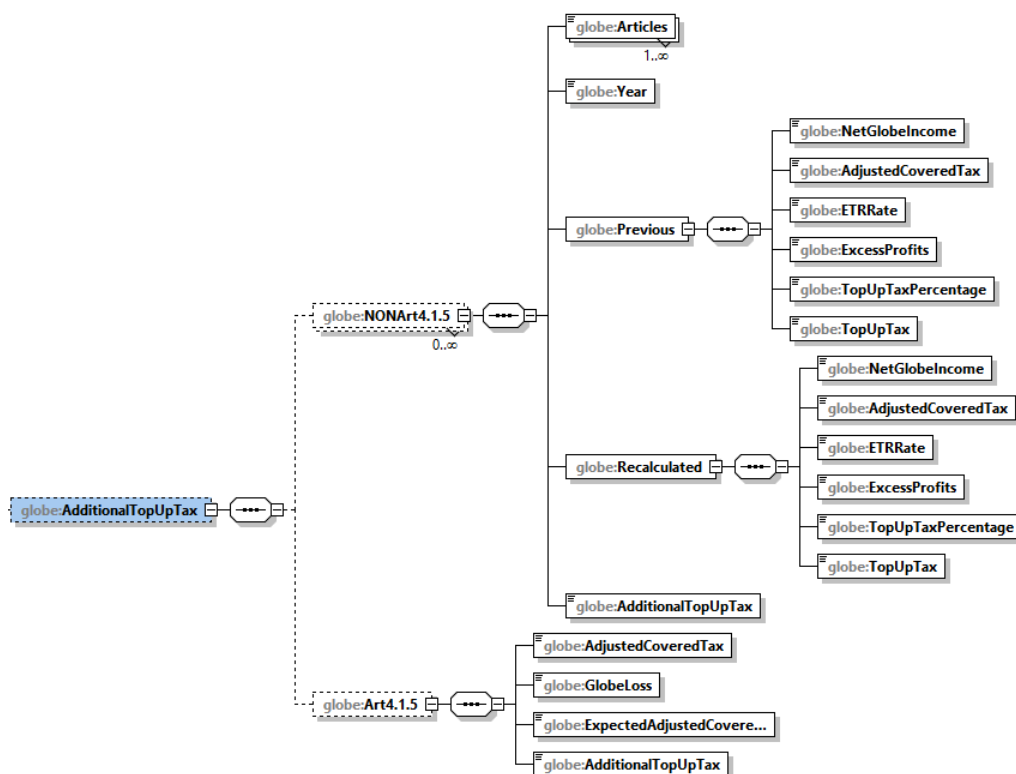 globe:Articles
1..∞
globe:Year
globe:NetGlobeIncome
globe:AdjustedCoveredTax
globe:ETRRate
globe:Previous
globe:ExcessProfits
globe:TopUpTaxPercentage
globe:TopUpTax
globe:NONArt4.1.5
0..∞
globe:NetGlobeIncome
globe:AdjustedCoveredTax
globe:ETRRate
globe:Recalculated
globe:ExcessProfits
globe:TopUpTaxPercentage
globe:TopUpTax
globe:AdditionalTopUpTax
globe:AdditionalTopUpTax
globe:Art4.1.5
globe:AdjustedCoveredTax
globe:GlobeLoss
globe:ExpectedAdjustedCovere...
globe:AdditionalTopUpTax